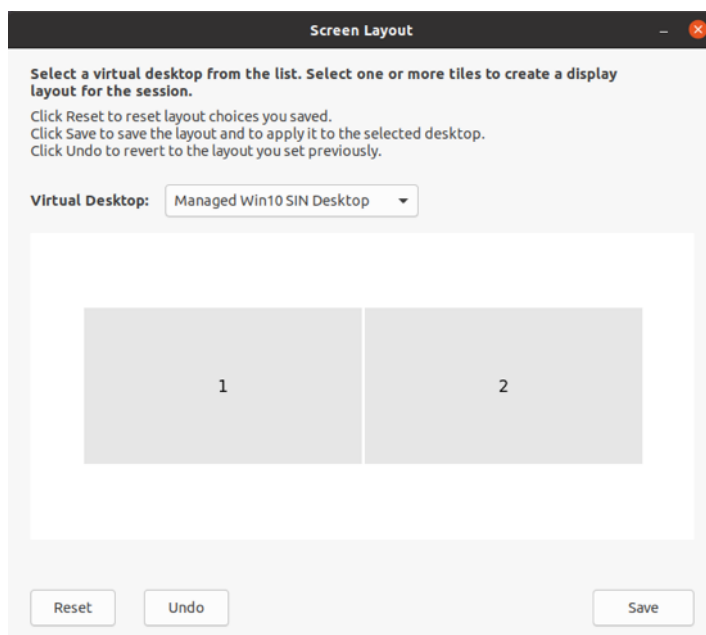 Screen Layout
Select a virtual desktop from the list. Select one or more tiles to create a display
layout for the session.
Click Reset to reset layout choices you saved.
Click Save to save the layout and to apply it to the selected desktop.
Click Undo to revert to the layout you set previously.
Virtual Desktop: Managed Win10 SIN Desktop
1 2
Reset Undo Save